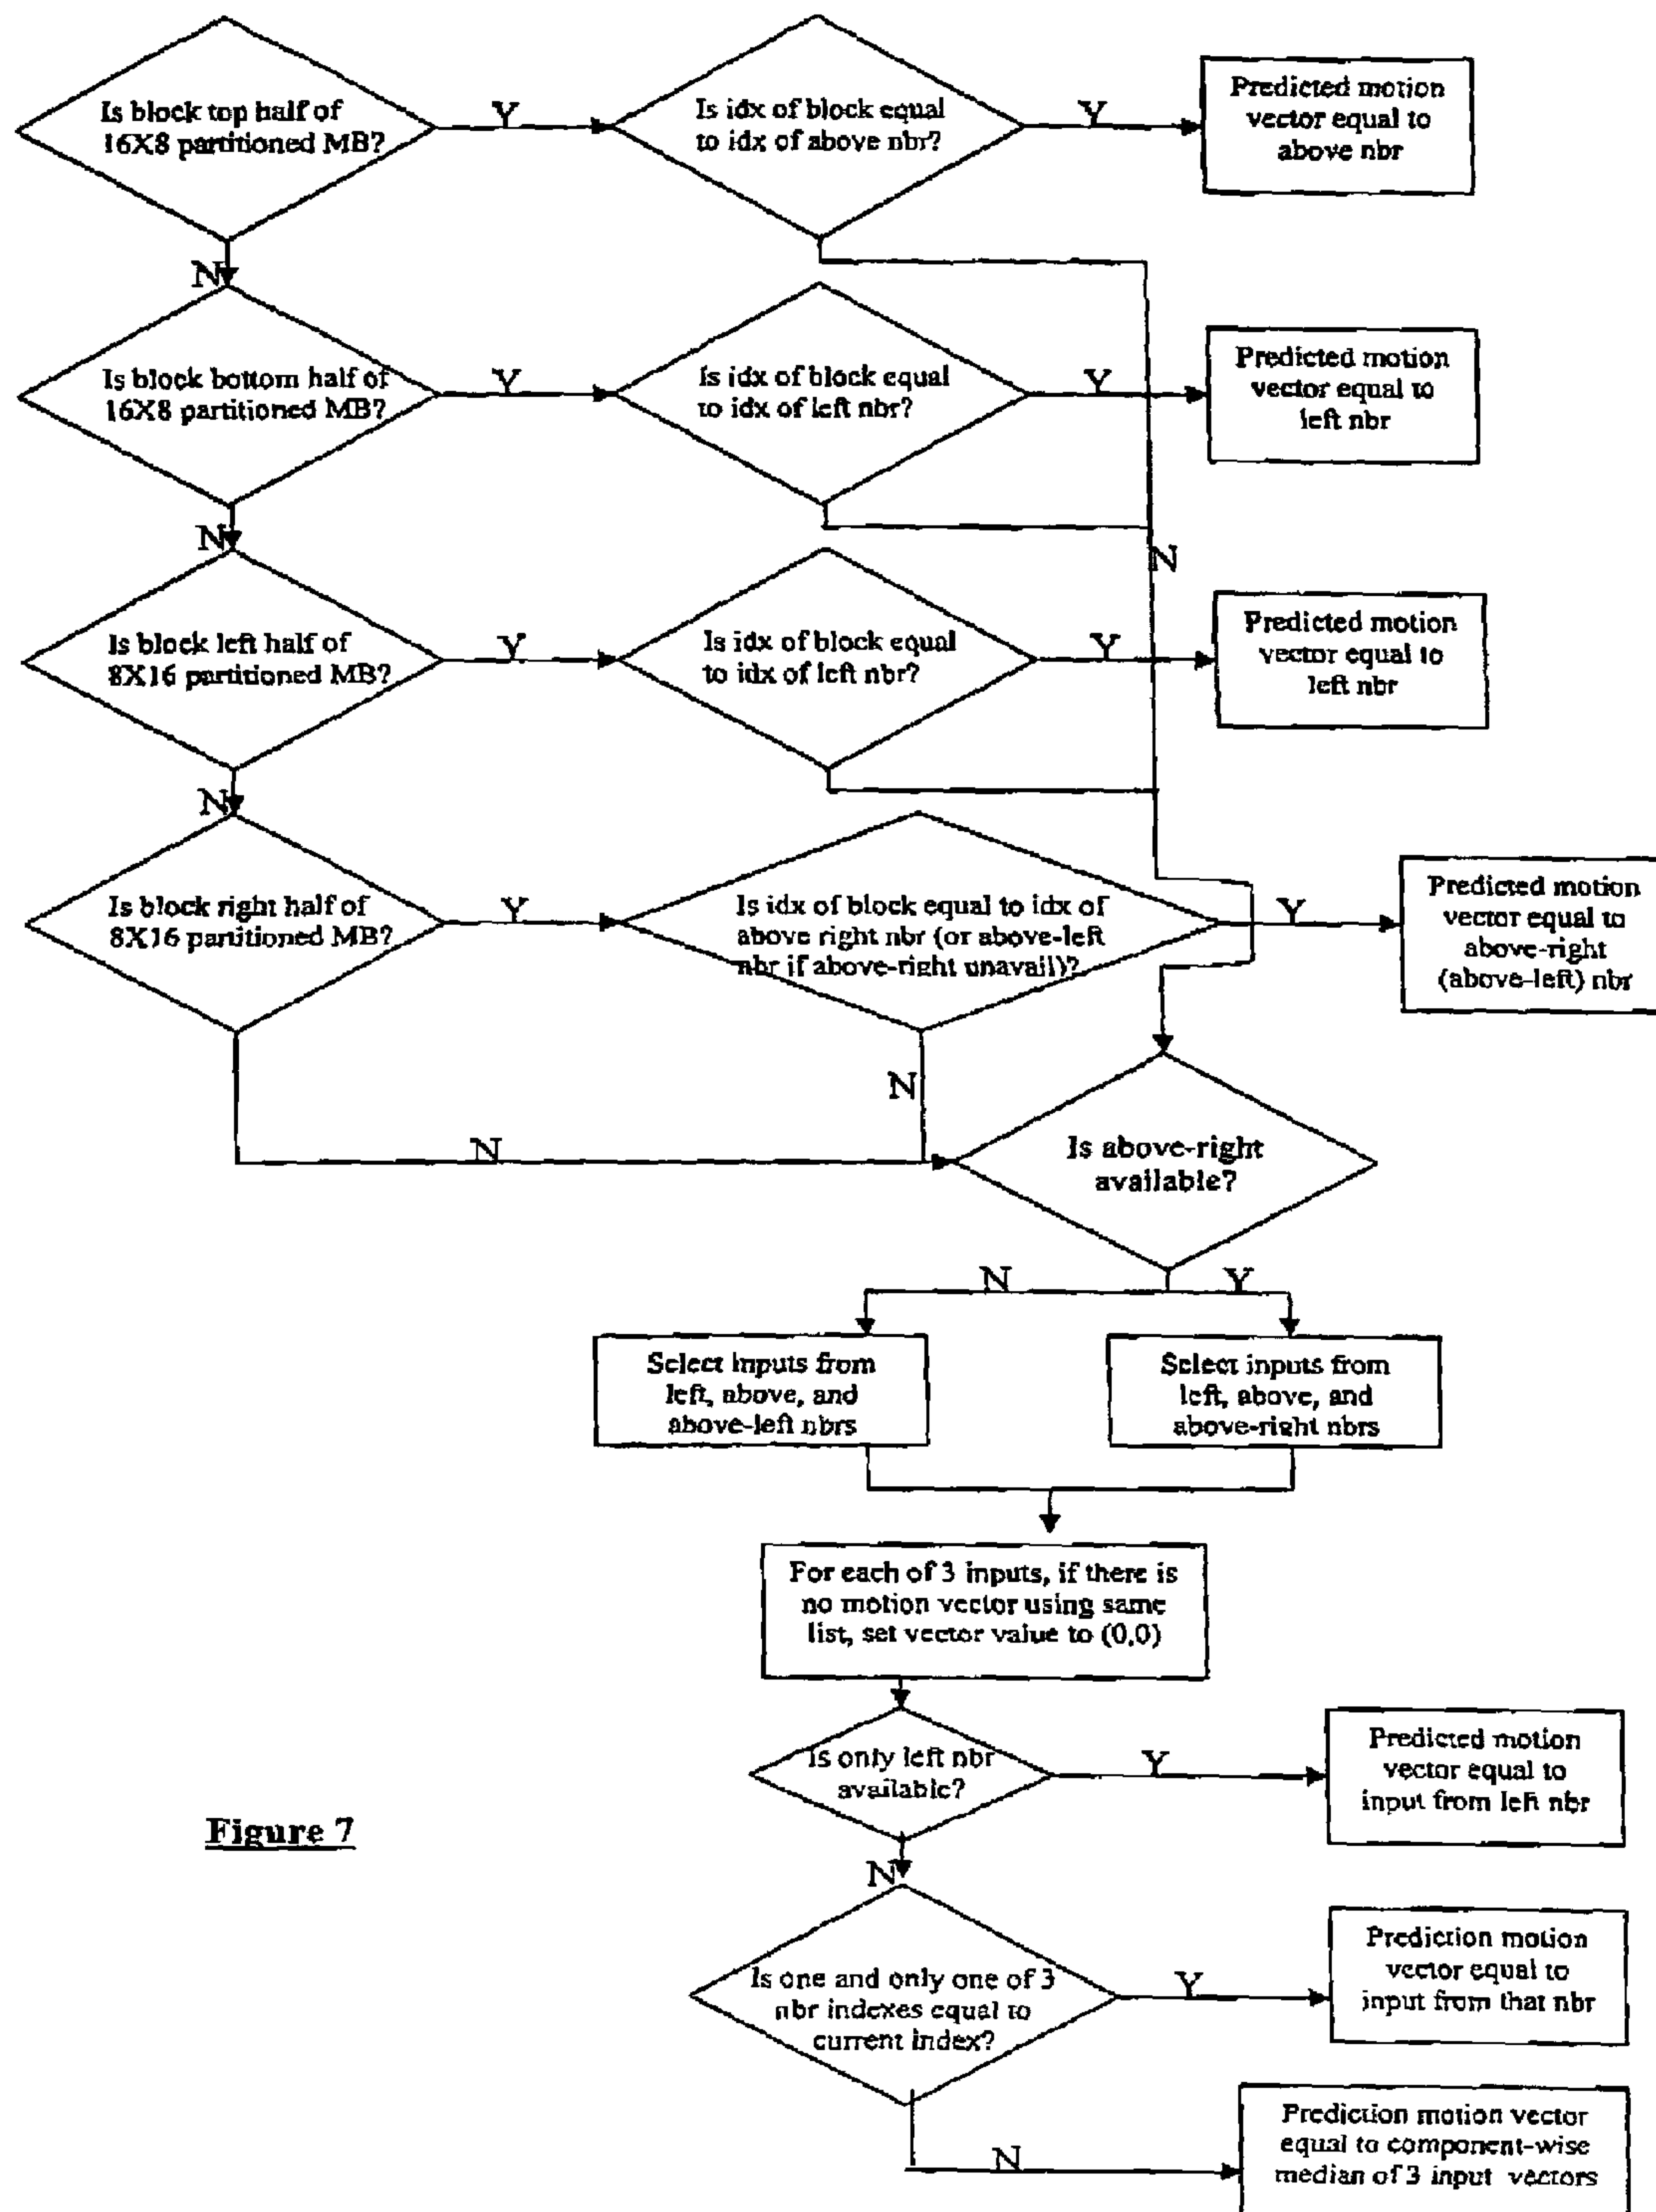 Is block top half of
16X8 partitioned MB?
Y
Is idx of block equal
to idx of above nbr?
Y
Predicted motion
vector equal to
above nbr
N
Is block bottom half of
16X8 partitioned MB?
Y
Is idx of block equal
to idx of left nbr?
Y
Predicted motion
vector equal to
left nbr
N
N
Is block left half of
8X16 partitioned MB?
Y
Is idx of block equal
to idx of left nbr?
Y
Predicted motion
vector equal to
left nbr
N
Is block right half of
8X16 partitioned MB?
Y
Is idx of block equal to idx of
above right nbr (or above-left
nbr if above-right unavail)?
Y
Predicted motion
vector equal to
above-right
(above-left) nbr
N
N
Is above-right
available?
N
Y
Select inputs from
left, above, and
above-left nbrs
Select inputs from
left, above, and
above-right nbrs
For each of 3 inputs, if there is
no motion vector using same
list, set vector value to (0,0)
Is only left nbr
available?
Y
Predicted motion
vector equal to
input from left nbr
Figure 7
N
Is one and only one of 3
nbr indexes equal to
current index?
Y
Prediction motion
vector equal to
input from that nbr
N
Prediction motion vector
equal to component-wise
median of 3 input vectors